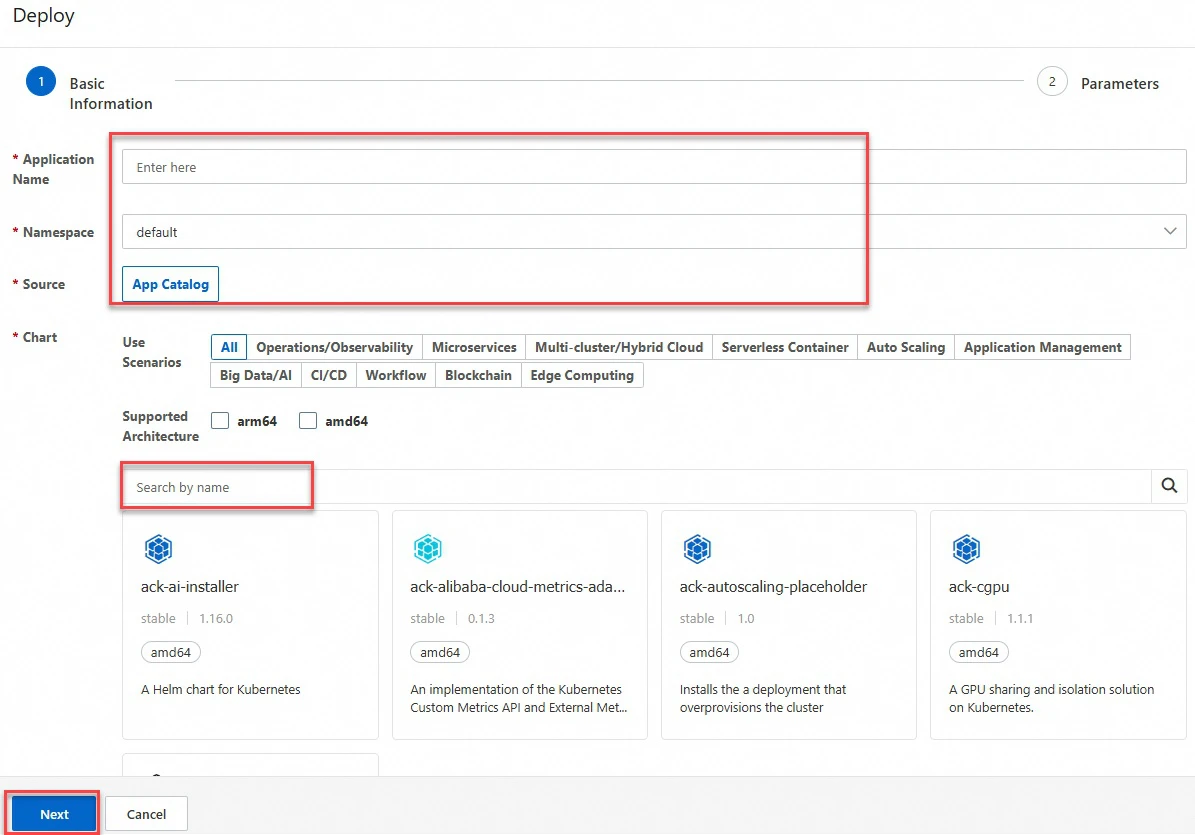 Deploy
1 Basic
Information
2 Parameters
* Application
Name
Enter here
* Namespace
default
* Source
App Catalog
* Chart
Use
Scenarios
All Operations/Observability Microservices Multi-cluster/Hybrid Cloud Serverless Container Auto Scaling Application Management
Big Data/AI CI/CD Workflow Blockchain Edge Computing
Supported
Architecture
arm64 amd64
Search by name
ack-ai-installer
stable 1.16.0
amd64
A Helm chart for Kubernetes
ack-alibaba-cloud-metrics-ada...
stable 0.1.3
amd64
An implementation of the Kubernetes
Custom Metrics API and External Met...
ack-autoscaling-placeholder
stable 1.0
amd64
Installs the a deployment that
overprovisions the cluster
ack-cgpu
stable 1.1.1
amd64
A GPU sharing and isolation solution
on Kubernetes.
Next Cancel